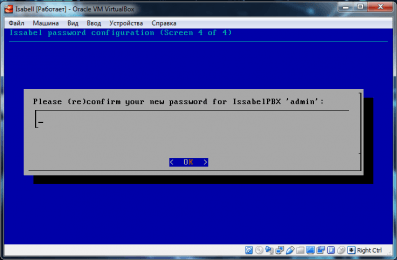 Isabell [Работает] - Oracle VM VirtualBox
Файл Машина Вид Ввод Устройства Справка
Issabel password configuration (Screen 4 of 4)
Please (re)confirm your new password for IssabelPBX 'admin':
< OK >
Right Ctrl